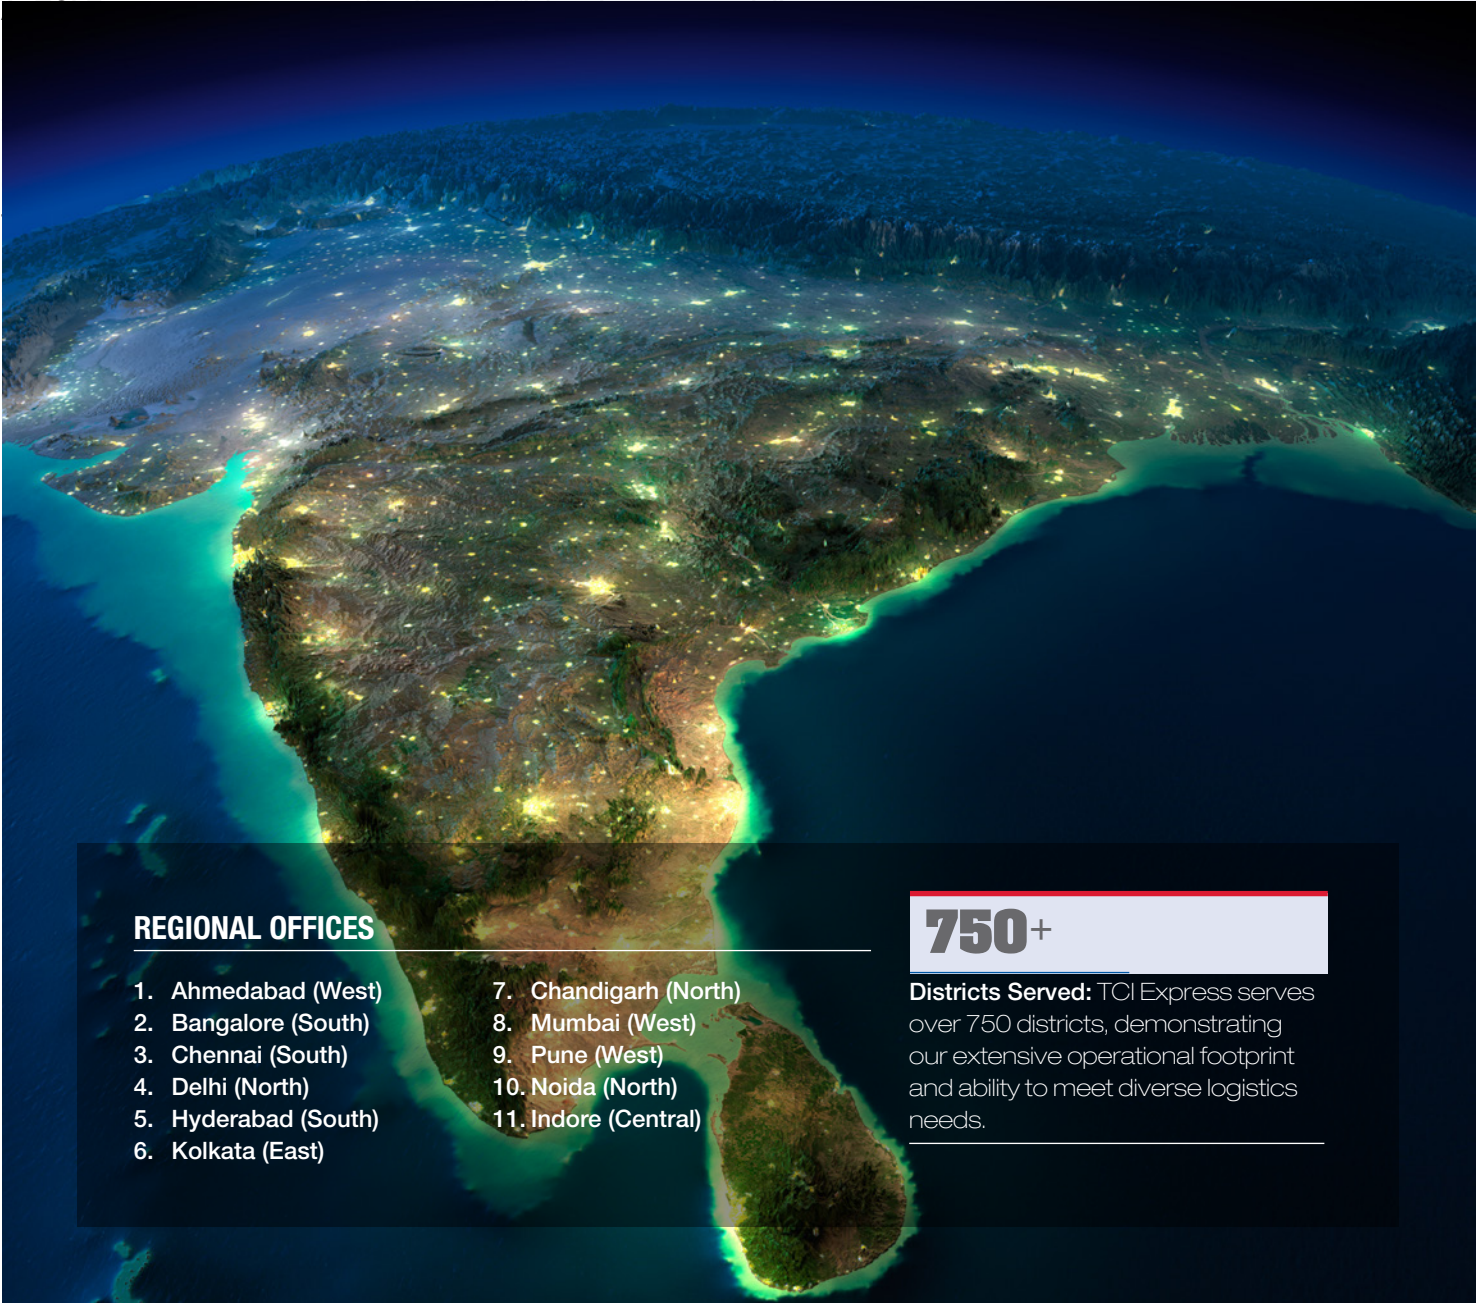 REGIONAL OFFICES
1. Ahmedabad (West)
2. Bangalore (South)
3. Chennai (South)
4. Delhi (North)
5. Hyderabad (South)
6. Kolkata (East)
7. Chandigarh (North)
8. Mumbai (West)
9. Pune (West)
10. Noida (North)
11. Indore (Central)
750+
Districts Served: TCI Express serves
over 750 districts, demonstrating
our extensive operational footprint
and ability to meet diverse logistics
needs.